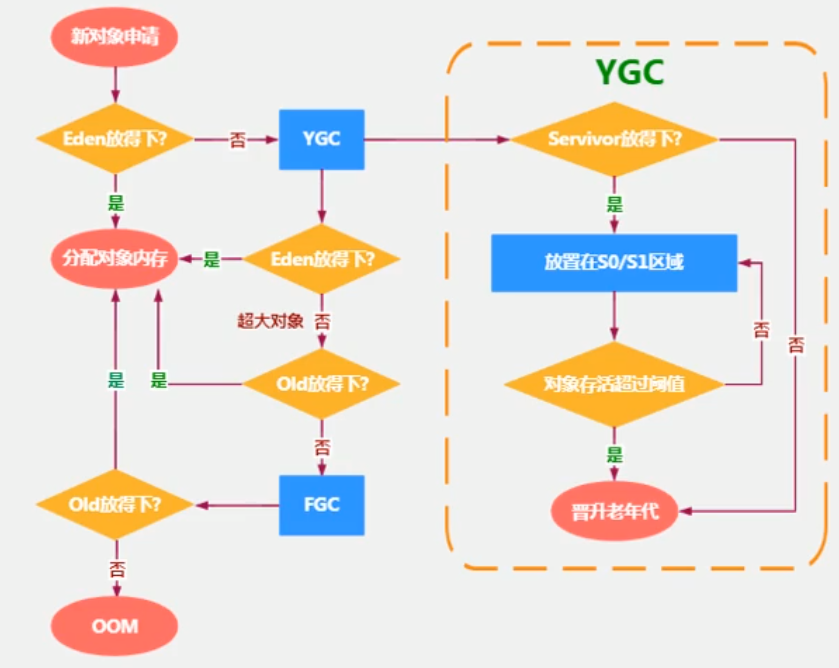 新对象申请
YGC
Eden放得下?
否
YGC
Servivor放得下?
是
是
分配对象内存
是
Eden放得下?
放置在S0/S1区域
超大对象
否
否
否
是
是
Old放得下?
对象存活超过阈值
否
是
Old放得下?
FGC
晋升老年代
否
OOM